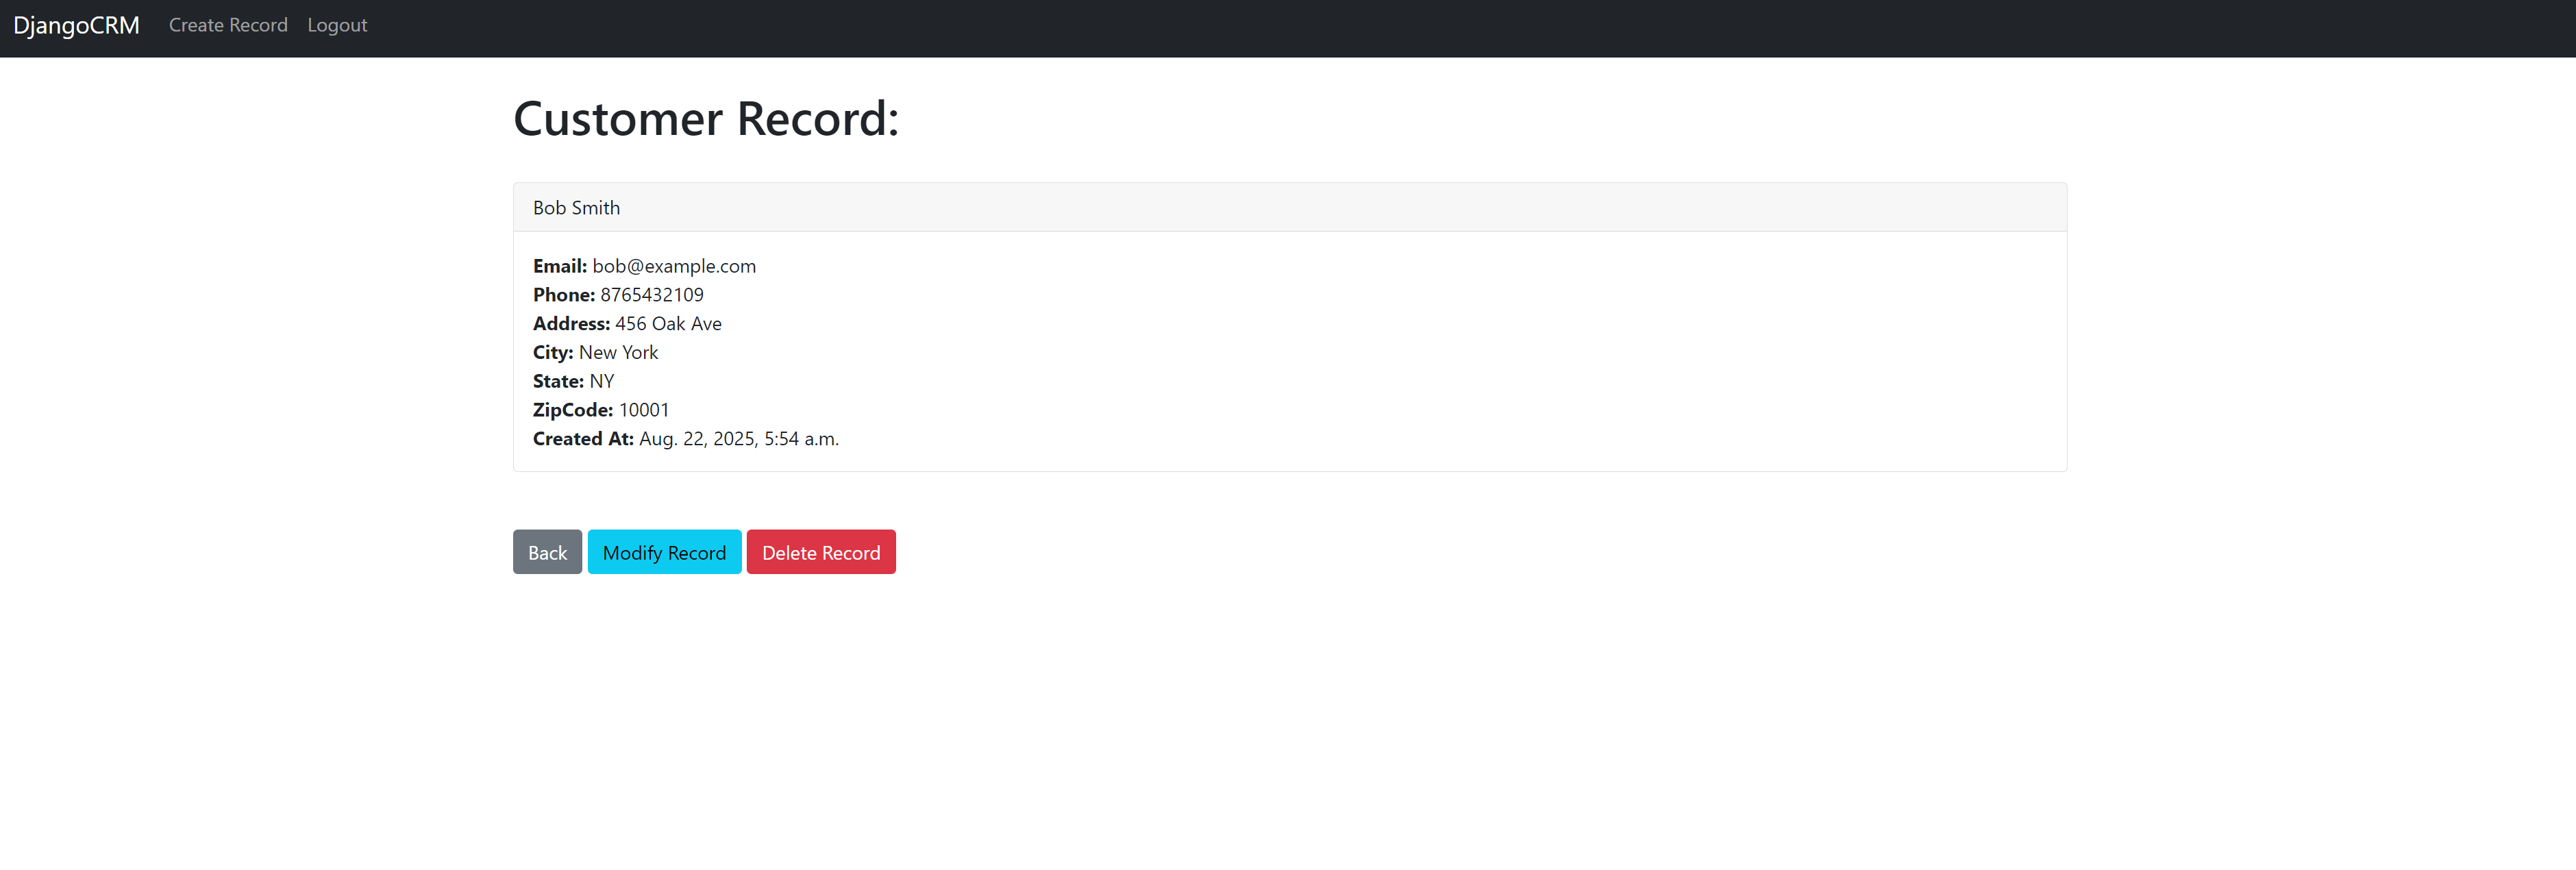 DjangoCRM Create Record Logout
Customer Record:
Bob Smith
Email: bob@example.com
Phone: 8765432109
Address: 456 Oak Ave
City: New York
State: NY
ZipCode: 10001
Created At: Aug. 22, 2025, 5:54 a.m.
Back Modify Record Delete Record